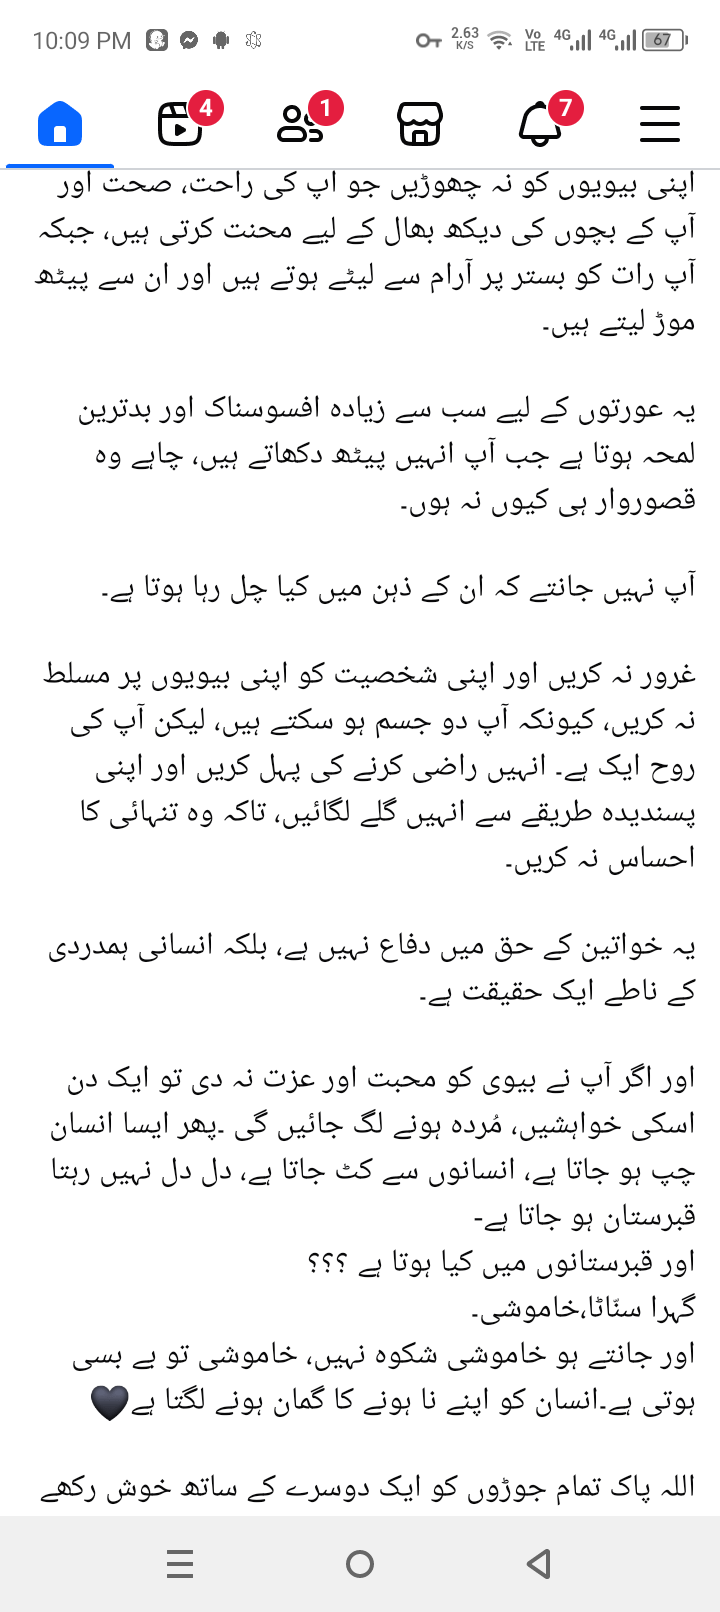 10:09 PM
2.63 K/S
Vo LTE
4G
4G
67
4
1
7
اپنی بیویوں کو نہ چھوڑیں جو آپ کی راحت، صحت اور
آپ کے بچوں کی دیکھ بھال کے لیے محنت کرتی ہیں، جبکہ
آپ رات کو بستر پر آرام سے لیٹے ہوتے ہیں اور ان سے پیٹھ
موڑ لیتے ہیں۔
یہ عورتوں کے لیے سب سے زیادہ افسوسناک اور بدترین
لمحہ ہوتا ہے جب آپ انہیں پیٹھ دکھاتے ہیں، چاہے وہ
قصوروار ہی کیوں نہ ہوں۔
آپ نہیں جانتے کہ ان کے ذہن میں کیا چل رہا ہوتا ہے۔
غرور نہ کریں اور اپنی شخصیت کو اپنی بیویوں پر مسلط
نہ کریں، کیونکہ آپ دو جسم ہو سکتے ہیں، لیکن آپ کی
روح ایک ہے۔ انہیں راضی کرنے کی پہل کریں اور اپنی
پسندیدہ طریقے سے انہیں گلے لگائیں، تاکہ وہ تنہائی کا
احساس نہ کریں۔
یہ خواتین کے حق میں دفاع نہیں ہے، بلکہ انسانی ہمدردی
کے ناطے ایک حقیقت ہے۔
اور اگر آپ نے بیوی کو محبت اور عزت نہ دی تو ایک دن
اسکی خواہشیں، مُردہ ہونے لگ جائیں گی ۔پھر ایسا انسان
چپ ہو جاتا ہے، انسانوں سے کٹ جاتا ہے، دل دل نہیں رہتا
قبرستان ہو جاتا ہے-
اور قبرستانوں میں کیا ہوتا ہے ؟؟؟
گہرا سنّاٹا،خاموشی۔
اور جانتے ہو خاموشی شکوہ نہیں، خاموشی تو بے بسی
ہوتی ہے۔انسان کو اپنے نا ہونے کا گمان ہونے لگتا ہے🖤
اللہ پاک تمام جوڑوں کو ایک دوسرے کے ساتھ خوش رکھے